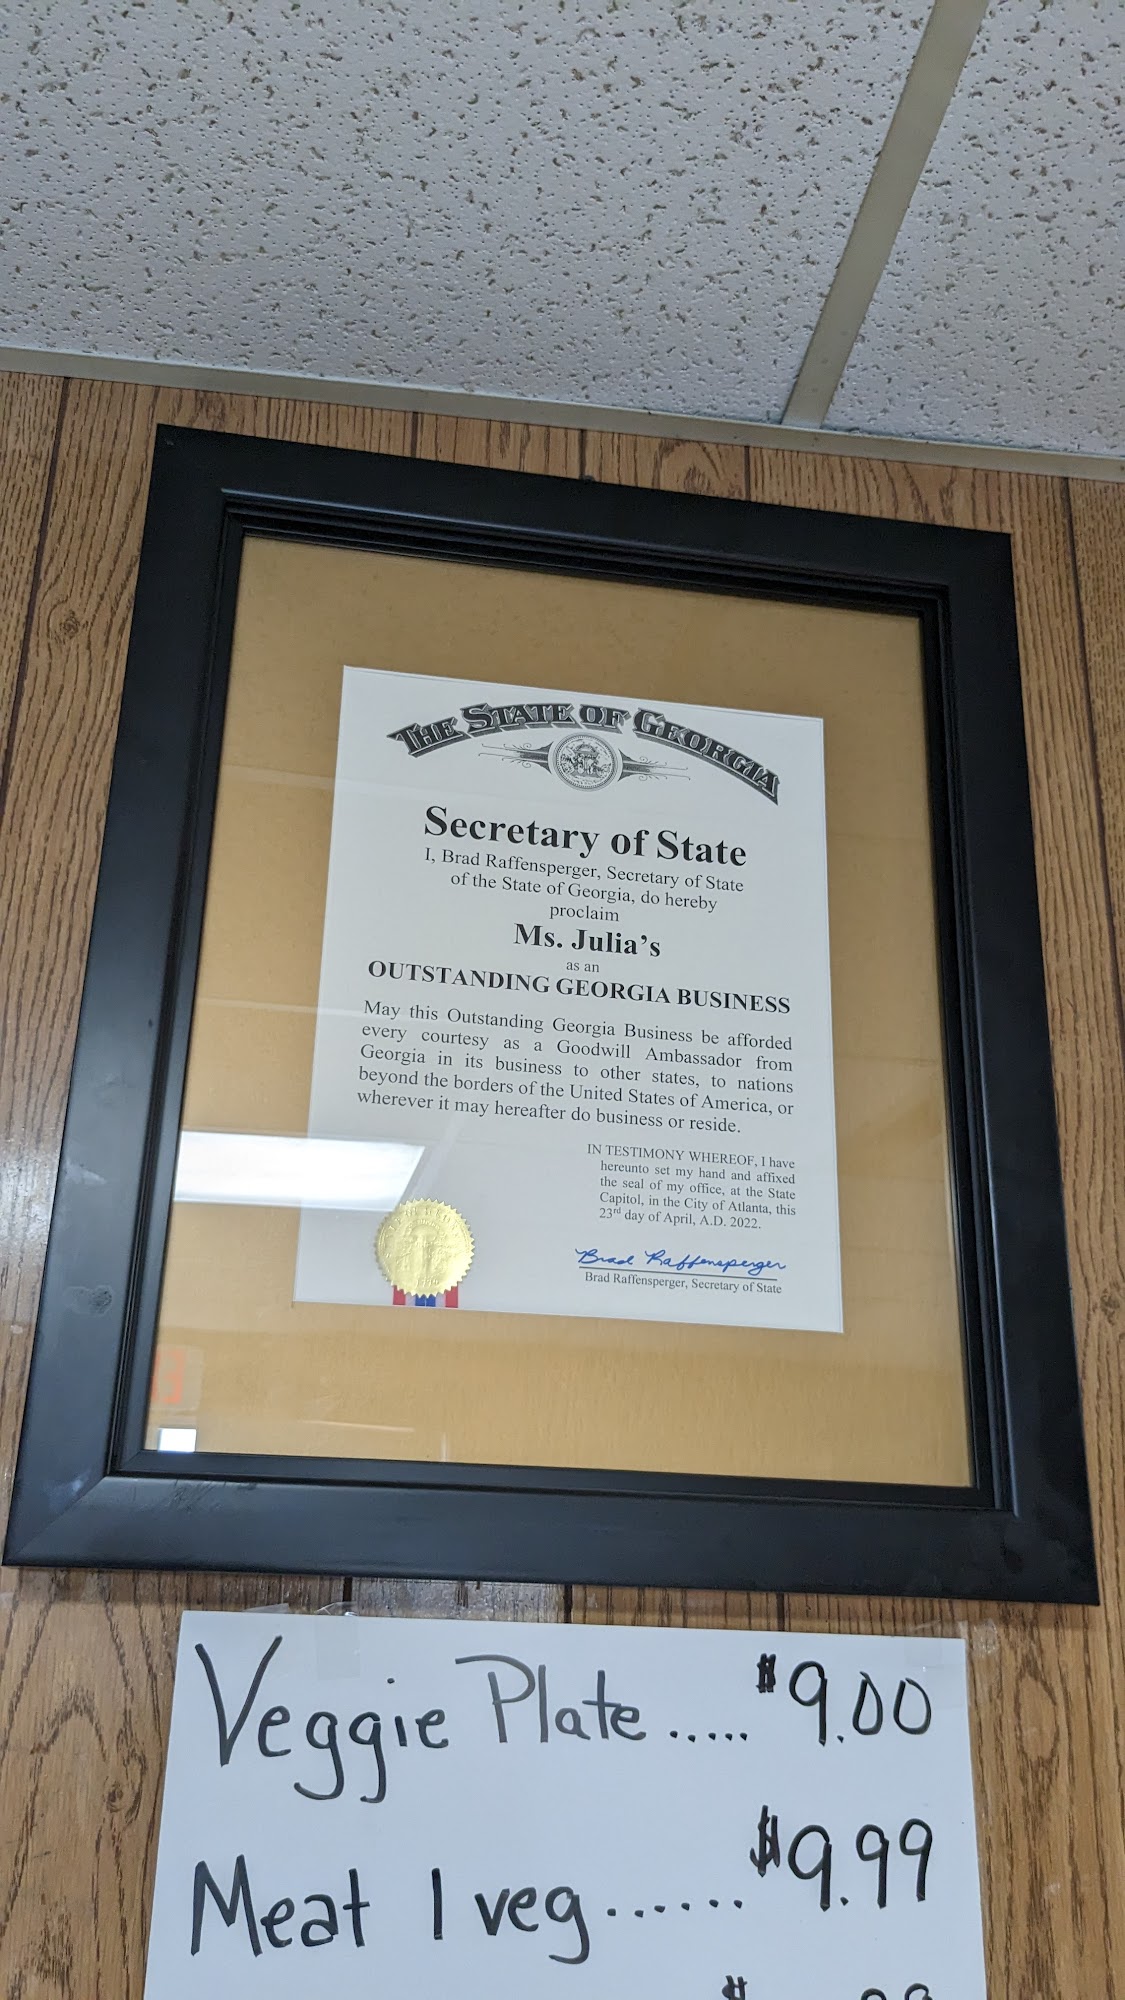 THE STATE OF GEORGIA
Secretary of State
I, Brad Raffensperger, Secretary of State
of the State of Georgia, do hereby
proclaim
Ms. Julia's
as an
OUTSTANDING GEORGIA BUSINESS
May this Outstanding Georgia Business be afforded
every courtesy as a Goodwill Ambassador from
Georgia in its business to other states, to nations
beyond the borders of the United States of America, or
wherever it may hereafter do business or reside.
IN TESTIMONY WHEREOF, I have
hereunto set my hand and affixed
the seal of my office, at the State
Capitol, in the City of Atlanta, this
23rd day of April, A.D. 2022.
Brad Raffensperger
Brad Raffensperger, Secretary of State
Veggie Plate..... $9.00
Meat 1 veg...... $9.99
$